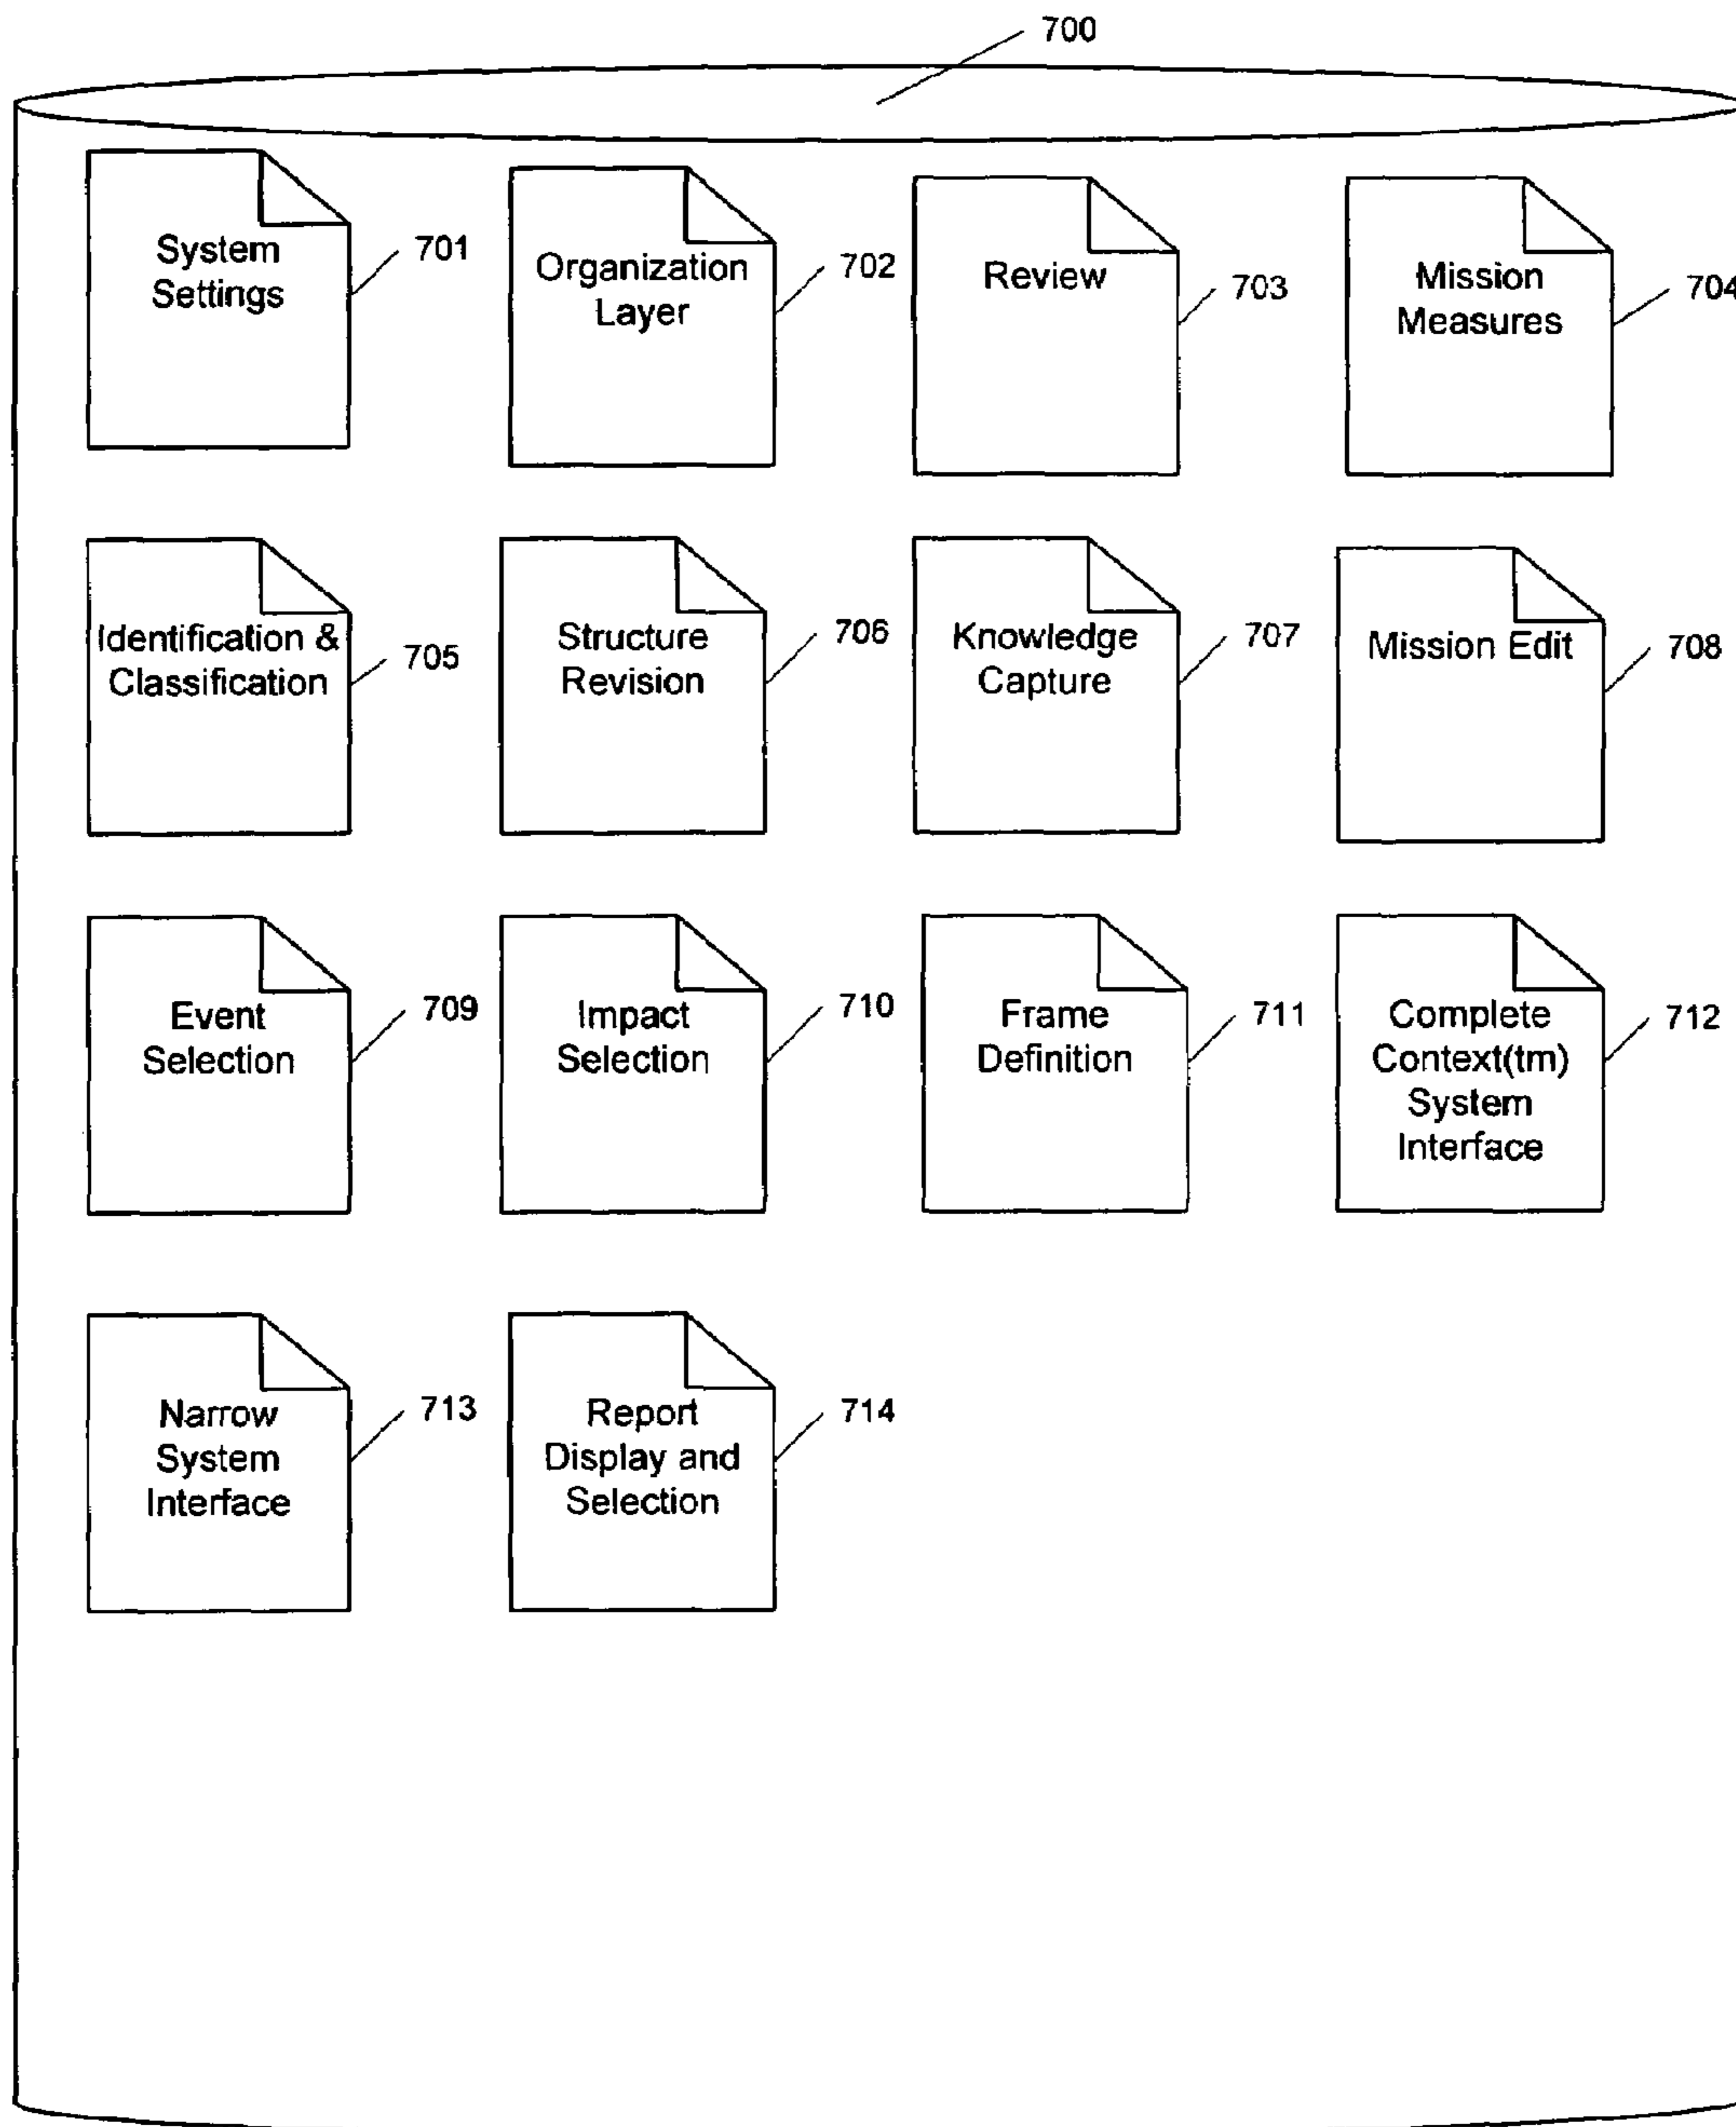 700
System
Settings
701
Organization
Layer
702
Review
703
Mission
Measures
704
Identification &
Classification
705
Structure
Revision
706
Knowledge
Capture
707
Mission Edit
708
Event
Selection
709
Impact
Selection
710
Frame
Definition
711
Complete
Context(tm)
System
Interface
712
Narrow
System
Interface
713
Report
Display and
Selection
714